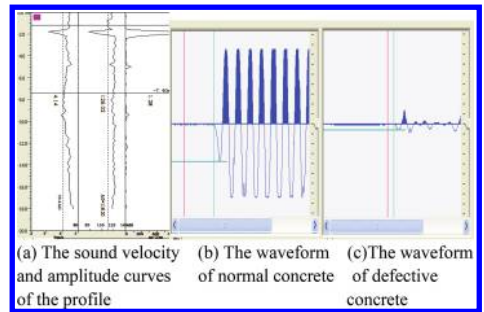 (a) The sound velocity
and amplitude curves
of the profile
(b) The waveform
of normal concrete
(c)The waveform
of defective
concrete